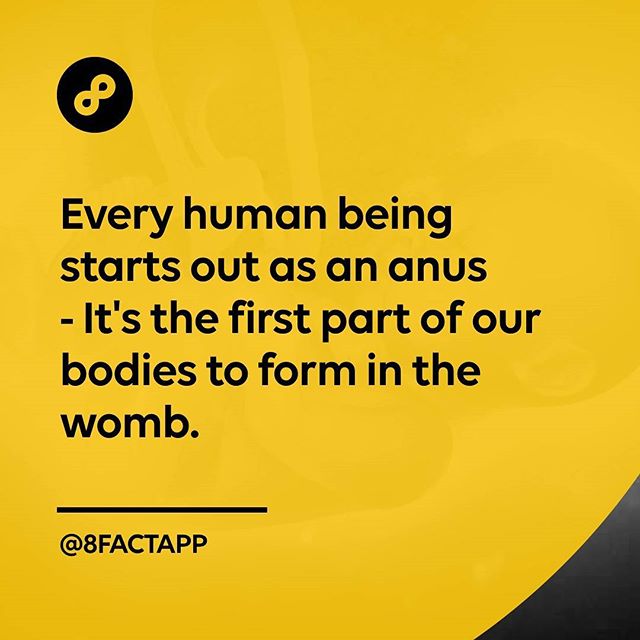 Every human being
starts out as an anus
- It's the first part of our
bodies to form in the
womb.
@8FACTAPP